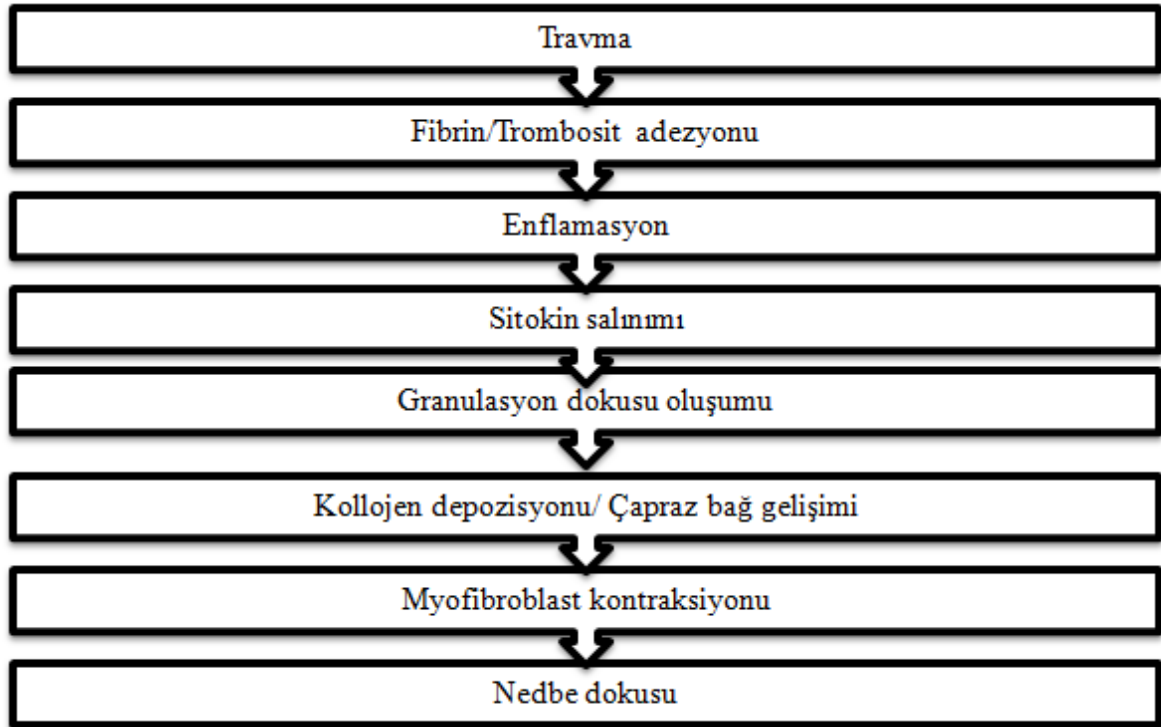 Travma
Fibrin/Trombosit adezyonu
Enflamasyon
Sitokin salınımı
Granulasyon dokusu oluşumu
Kollojen depozisyonu/ Çapraz bağ gelişimi
Myofibroblast kontraksiyonu
Nedbe dokusu